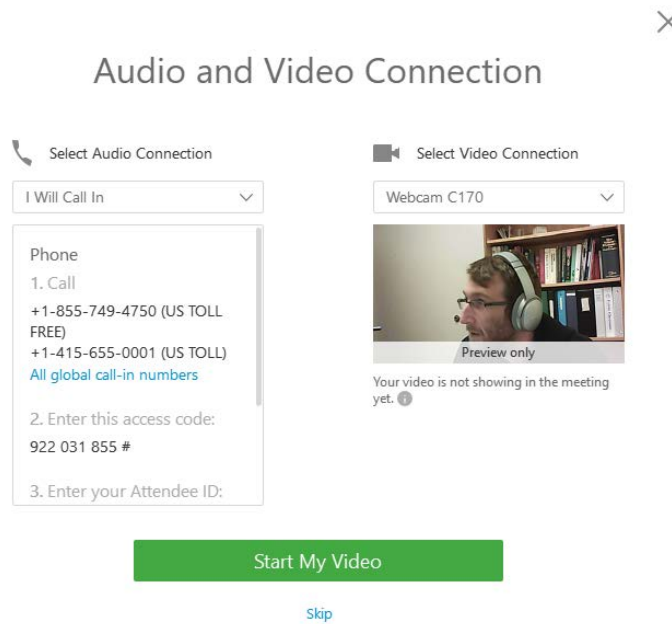 Audio and Video Connection
Select Audio Connection
I Will Call In
Phone
1. Call
+1-855-749-4750 (US TOLL
FREE)
+1-415-655-0001 (US TOLL)
All global call-in numbers
2. Enter this access code:
922 031 855 #
3. Enter your Attendee ID:
Select Video Connection
Webcam C170
Preview only
Your video is not showing in the meeting
yet.
Start My Video
Skip